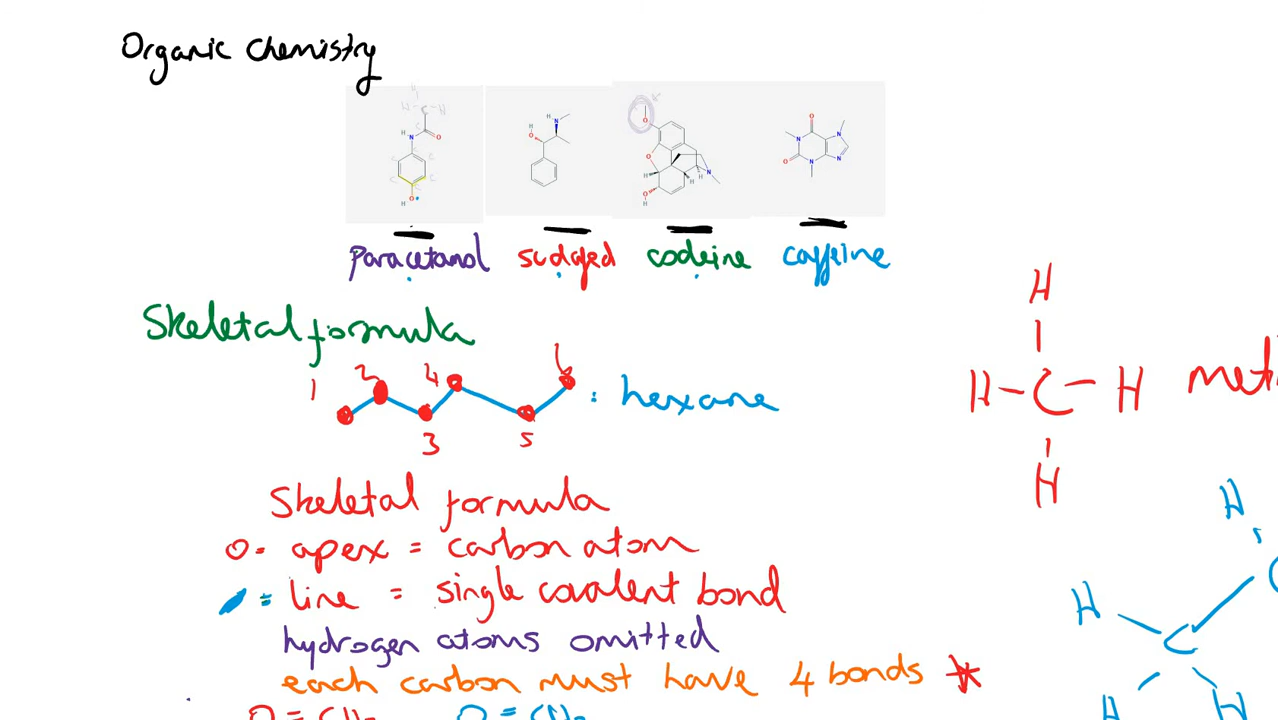 Organic Chemistry
Paracetamol sudafed codeine caffeine
Skeletal formula
1 2 3 4 5 6
: hexane
H
H-C-H
H
Skeletal formula
O = apex = carbon atom
= line = single covalent bond
hydrogen atoms omitted
each carbon must have 4 bonds *
H
H
C
H H